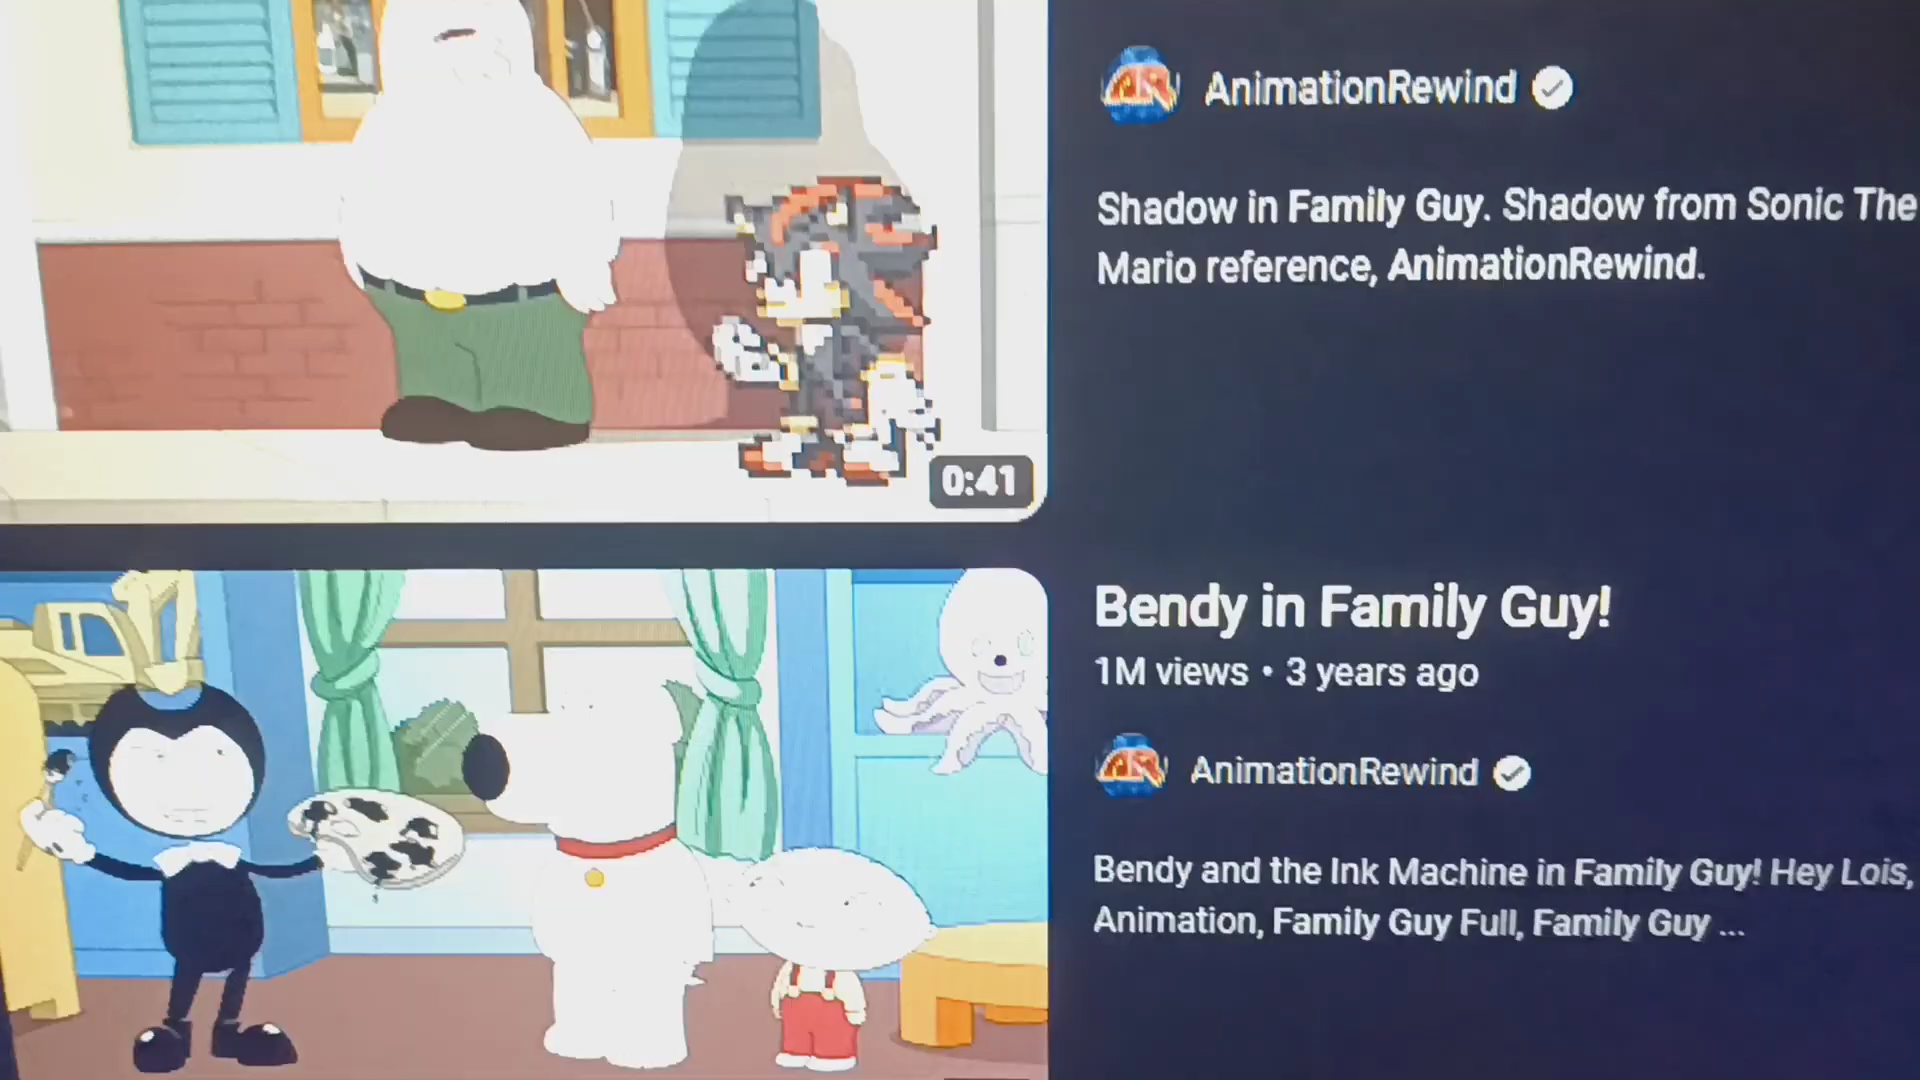 AnimationRewind
Shadow in Family Guy. Shadow from Sonic The
Mario reference, AnimationRewind.
0:41
Bendy in Family Guy!
1M views • 3 years ago
AR
AnimationRewind
Bendy and the Ink Machine in Family Guy! Hey Lois,
Animation, Family Guy Full, Family Guy ...